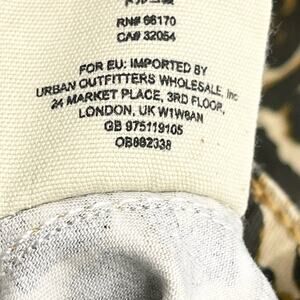 RN# 66170
CA# 32054
FOR EU: IMPORTED BY
URBAN OUTFITTERS WHOLESALE, Inc
24 MARKET PLACE, 3RD FLOOR,
LONDON, UK W1W8AN
GB 975119105
OB882338